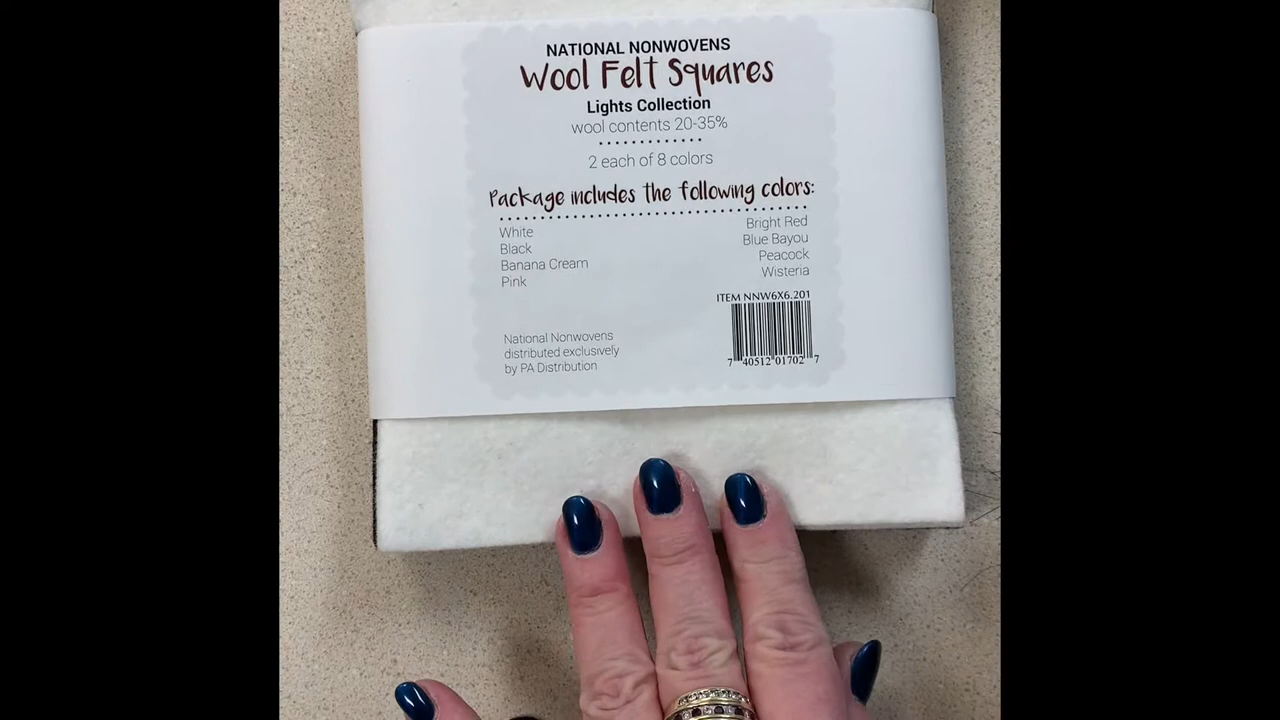 NATIONAL NONWOVENS
Wool Felt Squares
Lights Collection
wool contents 20-35%
2 each of 8 colors
Package includes the following colors:
White
Black
Banana Cream
Pink
Bright Red
Blue Bayou
Peacock
Wisteria
ITEM NNW6X6.201
7 40512 01702 7
National Nonwovens
distributed exclusively
by PA Distribution